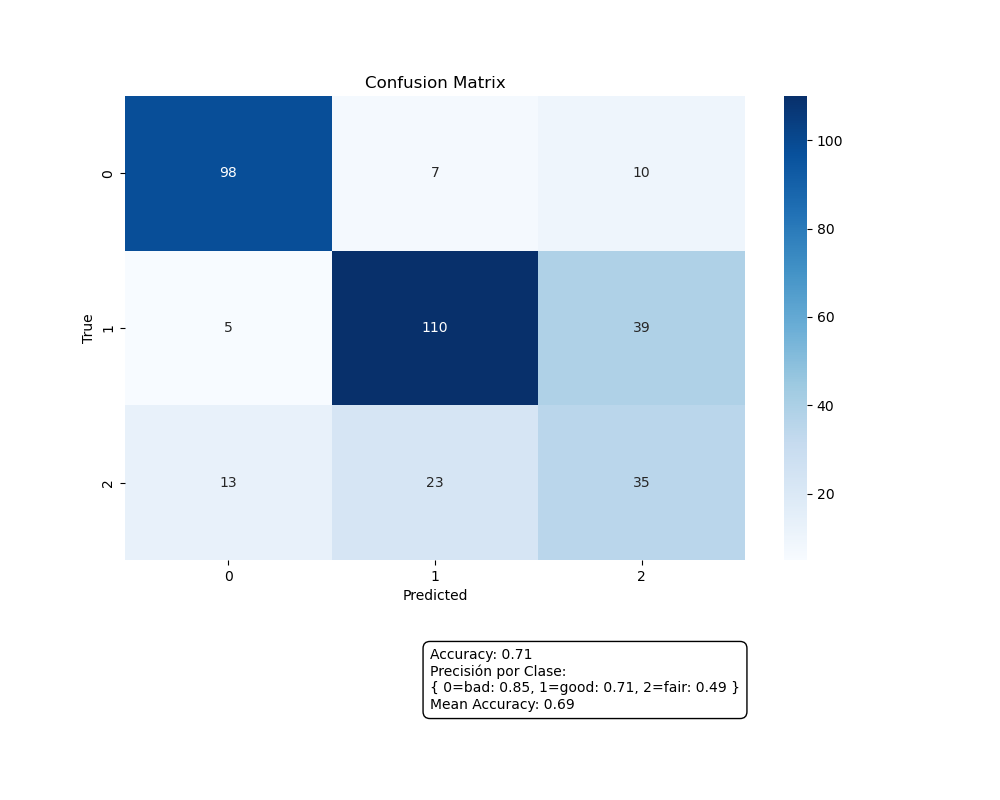 Confusion Matrix
0 98 7 10
1 5 110 39
2 13 23 35
True
0 1 2
Predicted
100
80
60
40
20
Accuracy: 0.71
Precisión por Clase:
{ 0=bad: 0.85, 1=good: 0.71, 2=fair: 0.49 }
Mean Accuracy: 0.69